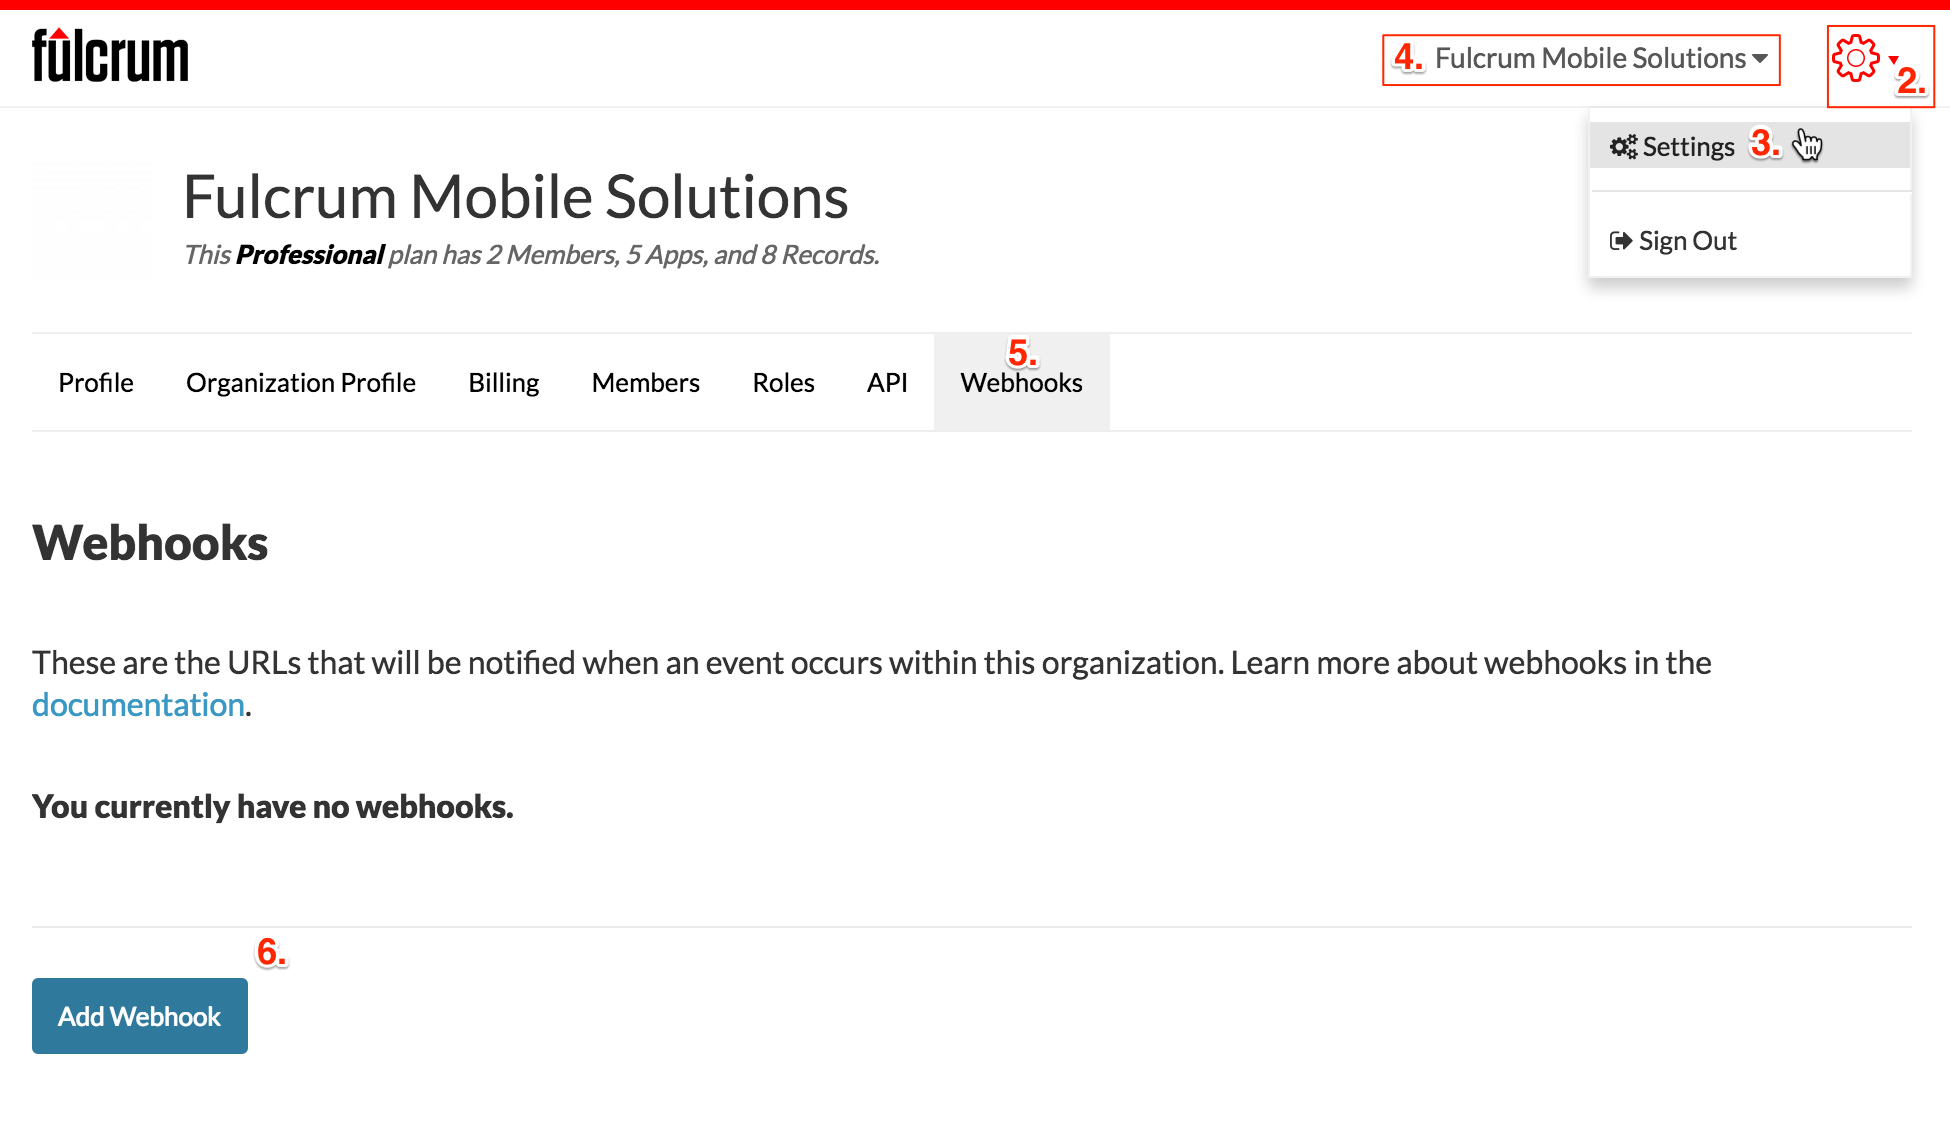 fulcrum
4. Fulcrum Mobile Solutions
2.
Settings 3.
Sign Out
Fulcrum Mobile Solutions
This Professional plan has 2 Members, 5 Apps, and 8 Records.
5.
Profile Organization Profile Billing Members Roles API Webhooks
Webhooks
These are the URLs that will be notified when an event occurs within this organization. Learn more about webhooks in the
documentation.
You currently have no webhooks.
6.
Add Webhook